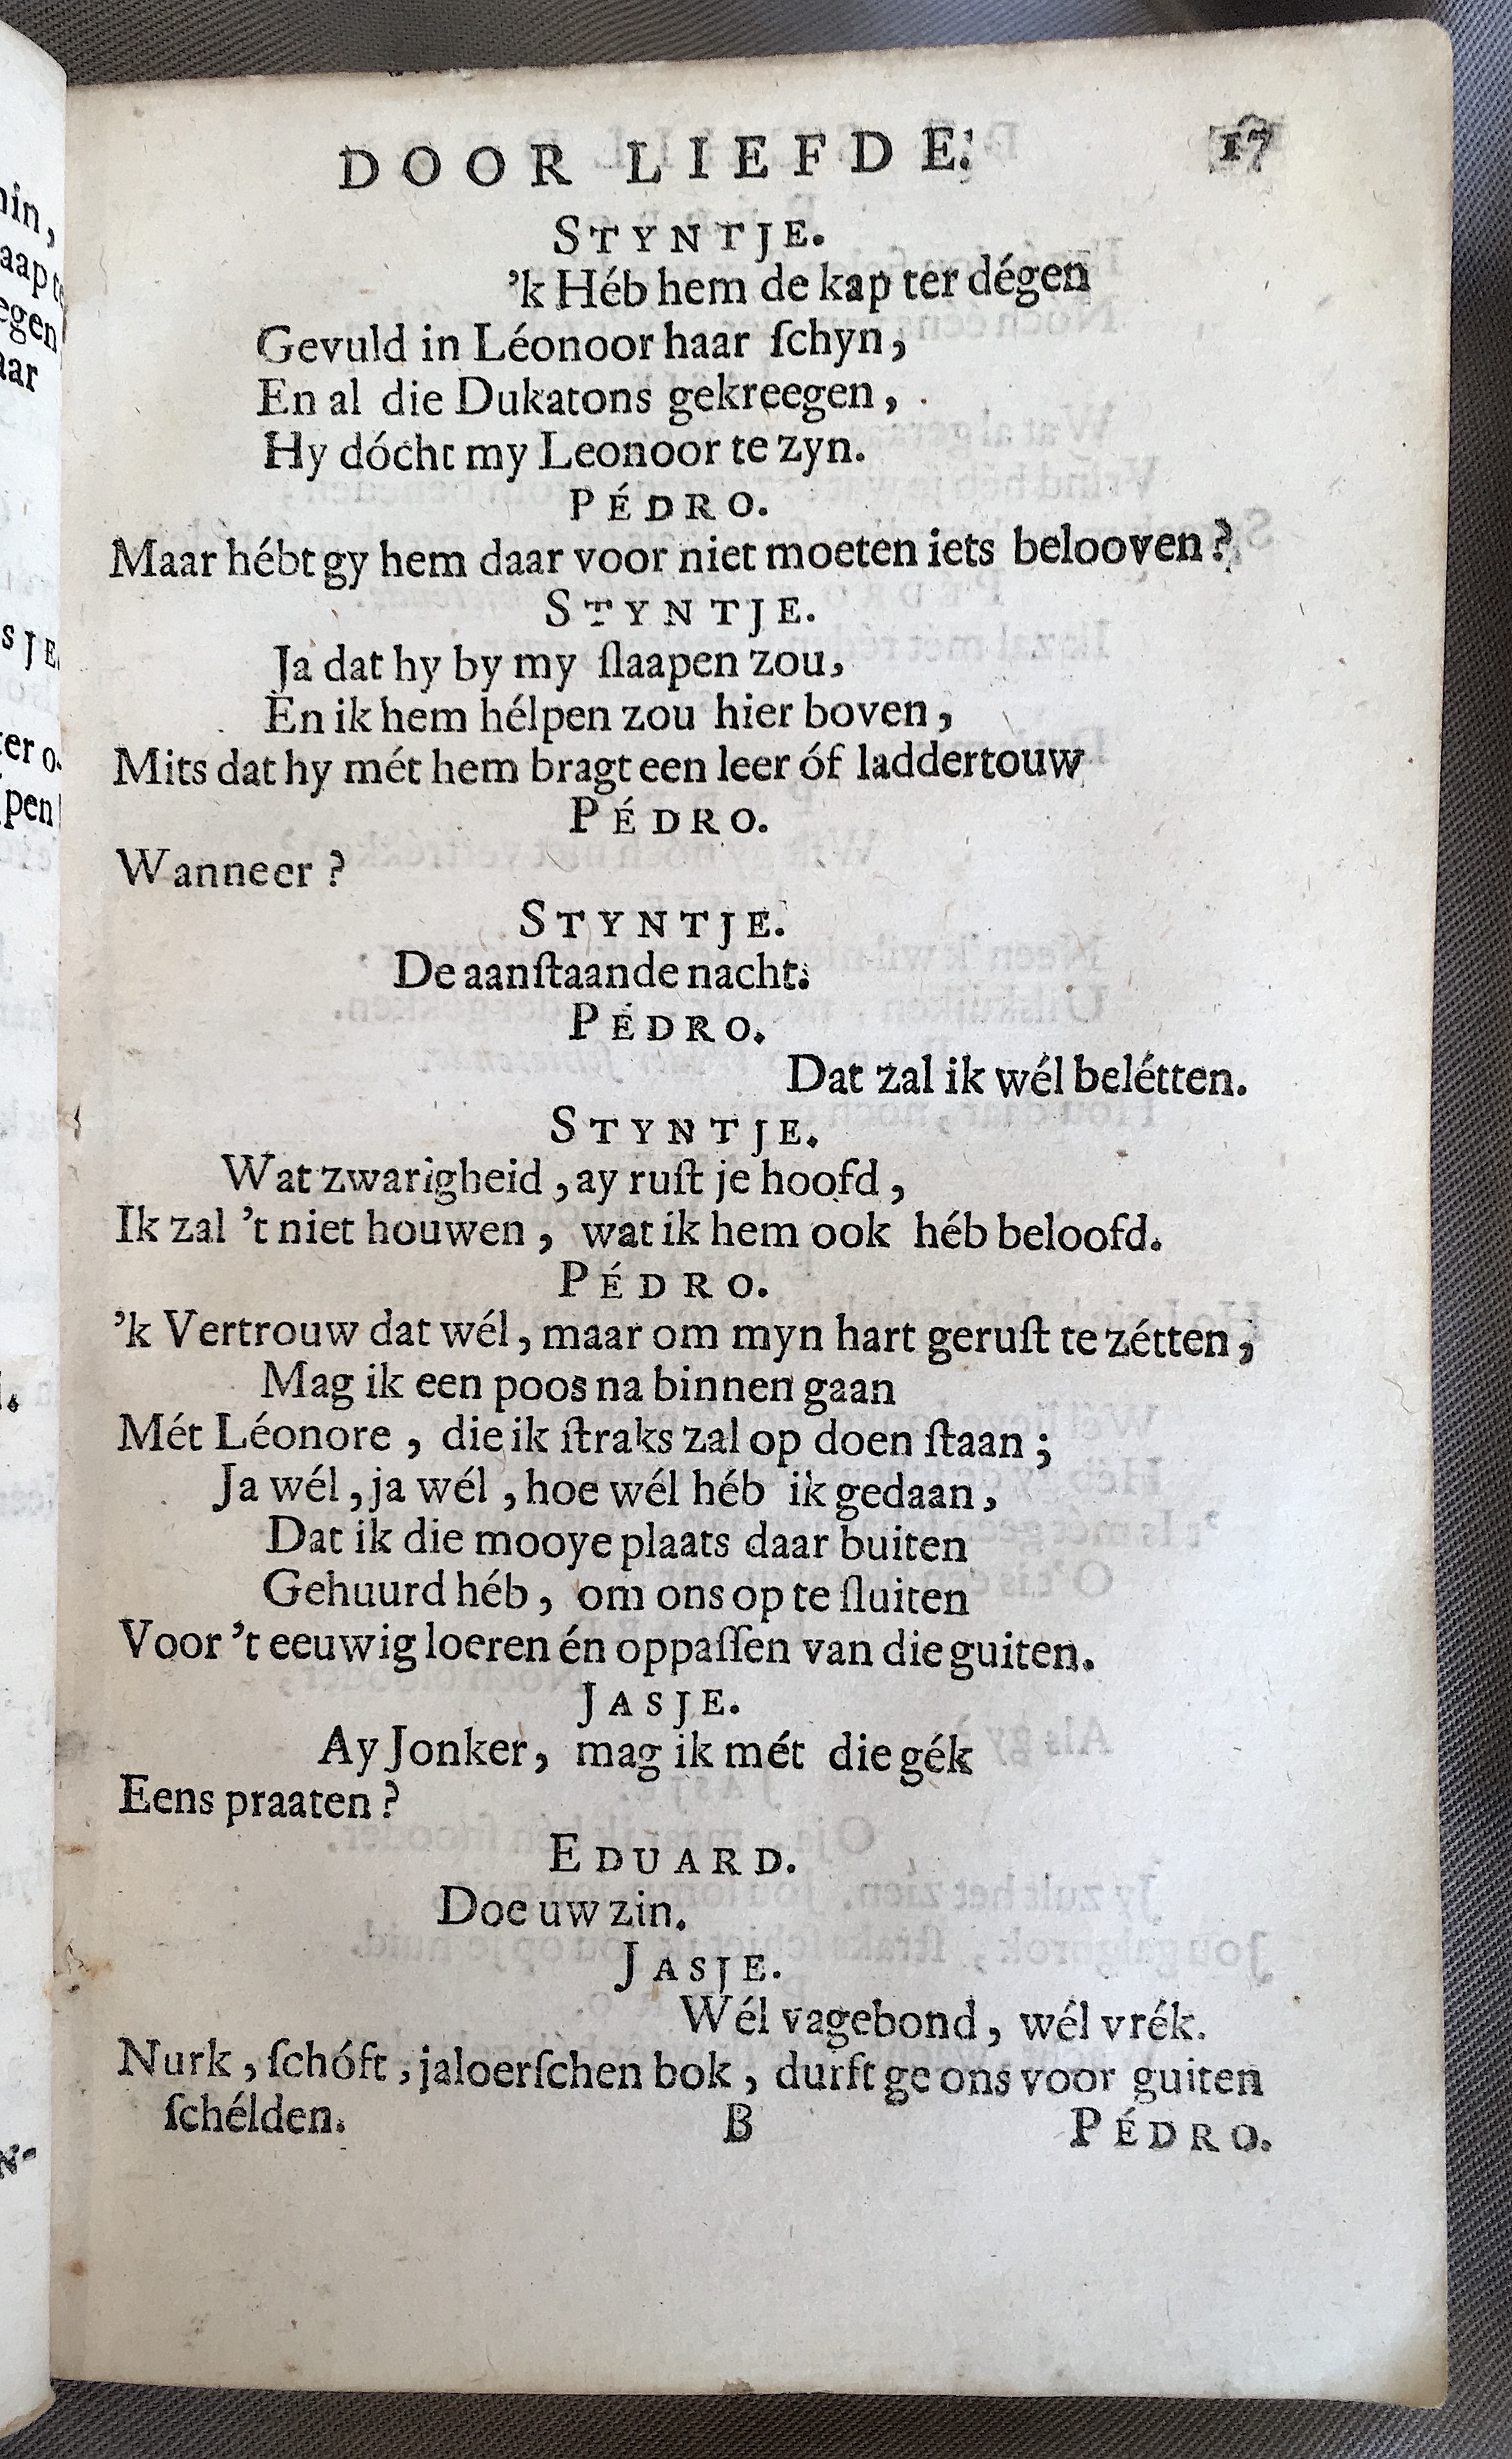 DOOR LIEFDE. 17
STYNTJE.
’k Héb hem de kap ter dégen
Gevuld in Léonoor haar ſchyn,
En al die Dukatons gekreegen,
Hy dócht my Leonoor te zyn.
PÉDRO.
Maar hébt gy hem daar voor niet moeten iets belooven?
STYNTJE.
Ja dat hy by my ſlaapen zou,
En ik hem hélpen zou hier boven,
Mits dat hy mét hem bragt een leer óf laddertouw
PÉDRO.
Wanneer?
STYNTJE.
De aanſtaande nacht.
PÉDRO.
Dat zal ik wél belétten.
STYNTJE.
Wat zwarigheid, ay ruſt je hoofd,
Ik zal ’t niet houwen, wat ik hem ook héb beloofd.
PÉDRO.
’k Vertrouw dat wél, maar om myn hart geruſt te zétten,
Mag ik een poos na binnen gaan
Mét Léonore, die ik ſtraks zal op doen ſtaan;
Ja wél, ja wél, hoe wél héb ik gedaan,
Dat ik die mooye plaats daar buiten
Gehuurd héb, om ons op te ſluiten
Voor ’t eeuwig loeren én oppaſſen van die guiten.
JASJE.
Ay Jonker, mag ik mét die gék
Eens praaten?
EDUARD.
Doe uw zin.
JASJE.
Wél vagebond, wél vrék.
Nurk, ſchóft, jaloerſchen bok, durft ge ons voor guiten
ſchélden. B PÉDRO.